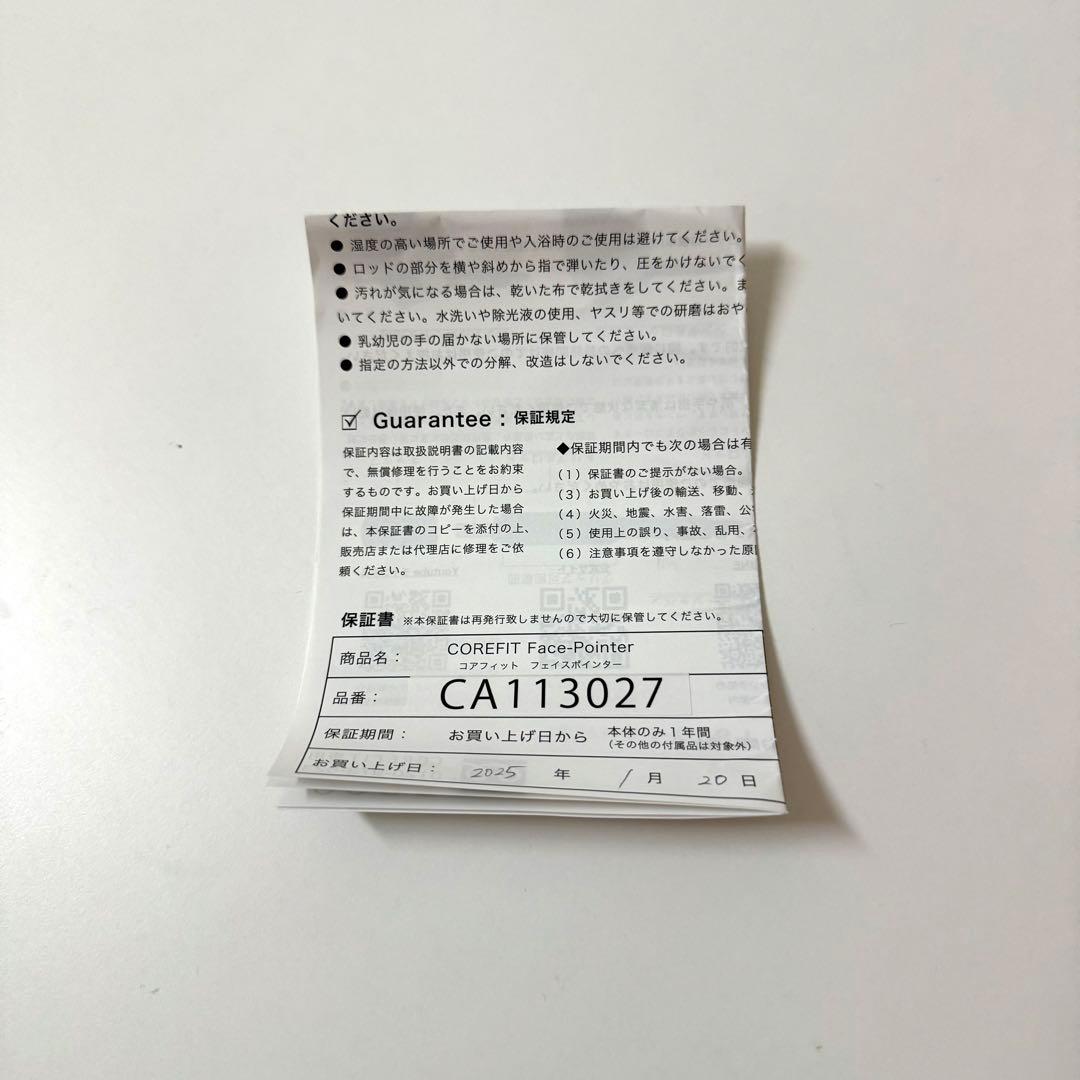 ください。
● 湿度の高い場所でご使用や入浴時のご使用は避けてください。
● ロッドの部分を横や斜めから指で弾いたり、圧をかけないでく
● 汚れが気になる場合は、乾いた布で乾拭きをしてください。ま
いてください。水洗いや除光液の使用、ヤスリ等での研磨はおや
● 乳幼児の手の届かない場所に保管してください。
● 指定の方法以外での分解、改造はしないでください。
☑ Guarantee : 保証規定
保証内容は取扱説明書の記載内容
で、無償修理を行うことをお約束
するものです。お買い上げ日から
保証期間中に故障が発生した場合
は、本保証書のコピーを添付の上、
販売店または代理店に修理をご依
頼ください。
◆保証期間内でも次の場合は有
（1）保証書のご提示がない場合。
（3）お買い上げ後の輸送、移動、
（4）火災、地震、水害、落雷、公
（5）使用上の誤り、事故、乱用、
（6）注意事項を遵守しなかった原
保証書 ※本保証書は再発行致しませんので大切に保管してください。
商品名： COREFIT Face-Pointer
コアフィット フェイスポインター
品番： CA113027
保証期間： お買い上げ日から 本体のみ1年間
（その他の付属品は対象外）
お買い上げ日： 2025 年 1 月 20 日